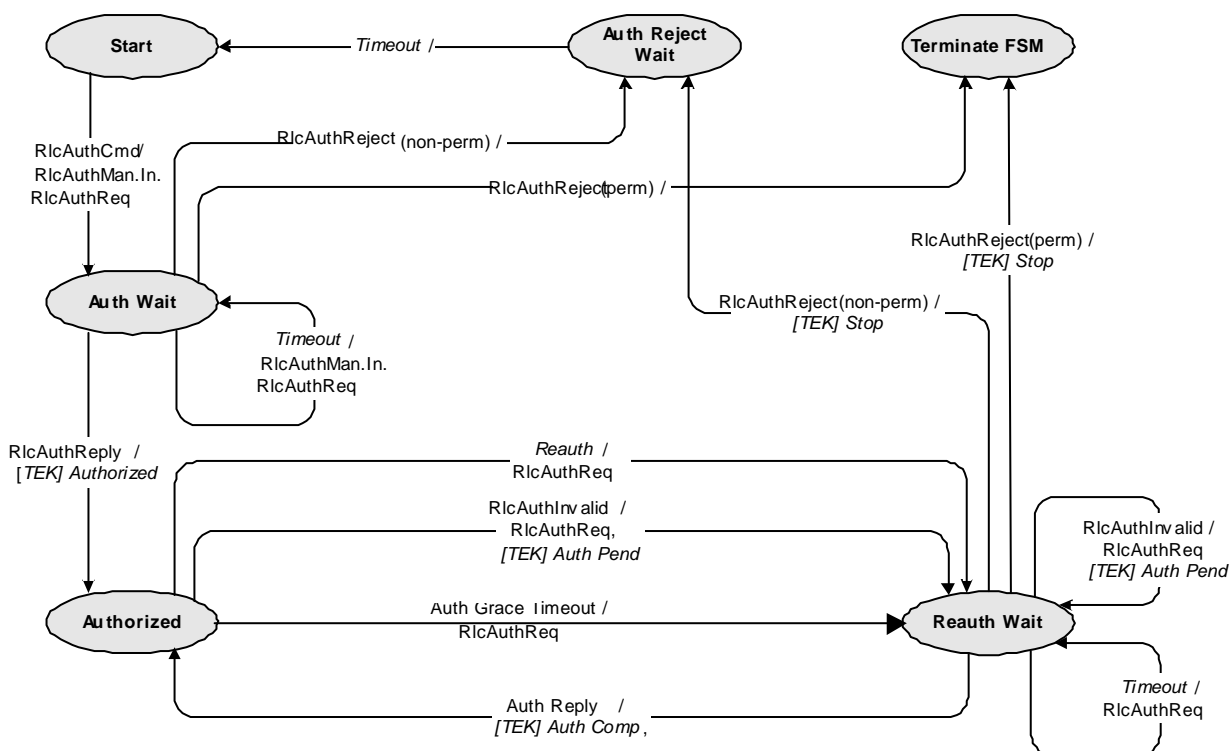 Start
Timeout /
Auth Reject
Wait
Terminate FSM
RlcAuthCmd/
RlcAuthMan.In.
RlcAuthReq
RlcAuthReject (non-perm) /
RlcAuthReject(perm) /
RlcAuthReject(perm) /
[TEK] Stop
Auth Wait
Timeout /
RlcAuthMan.In.
RlcAuthReq
RlcAuthReject(non-perm) /
[TEK] Stop
RlcAuthReply /
[TEK] Authorized
Reauth /
RlcAuthReq
RlcAuthInvalid /
RlcAuthReq,
[TEK] Auth Pend
RlcAuthInvalid /
RlcAuthReq
[TEK] Auth Pend
Authorized
Auth Grace Timeout /
RlcAuthReq
Reauth Wait
Auth Reply /
[TEK] Auth Comp,
Timeout /
RlcAuthReq